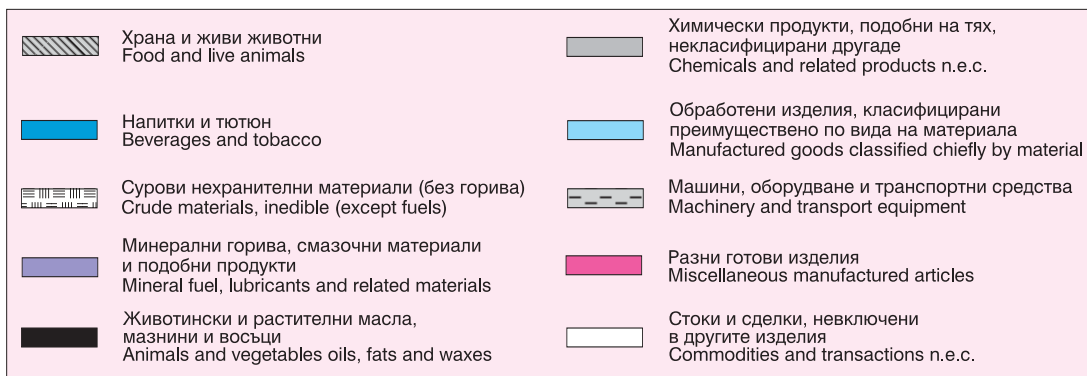 Храна и живи животни
Food and live animals
Напитки и тютюн
Beverages and tobacco
Сурови нехранителни материали (без горива)
Crude materials, inedible (except fuels)
Минерални горива, смазочни материали
и подобни продукти
Mineral fuel, lubricants and related materials
Животински и растителни масла,
мазнини и восъци
Animals and vegetables oils, fats and waxes
Химически продукти, подобни на тях,
некласифицирани другаде
Chemicals and related products n.e.c.
Обработени изделия, класифицирани
преимуществено по вида на материала
Manufactured goods classified chiefly by material
Машини, оборудване и транспортни средства
Machinery and transport equipment
Разни готови изделия
Miscellaneous manufactured articles
Стоки и сделки, невключени
в другите изделия
Commodities and transactions n.e.c.